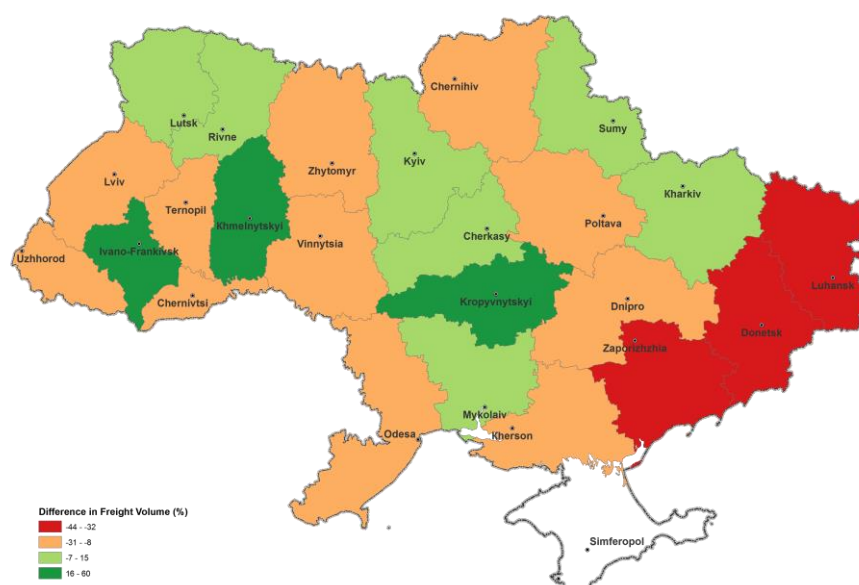 Chernihiv
Lutsk
Rivne
Sumy
Kyiv
Zhytomyr
Lviv
Kharkiv
Ternopil
Khmelnytskyi
Poltava
Cherkasy
Ivano-Frankivsk
Vinnytsia
Uzhhorod
Luhansk
Chernivtsi
Kropyvnytskyi
Dnipro
Donetsk
Zaporizhzhia
Mykolaiv
Odesa
Kherson
Difference in Freight Volume (%)
-44 - -32
-31 - -8
-7 - 15
16 - 60
Simferopol